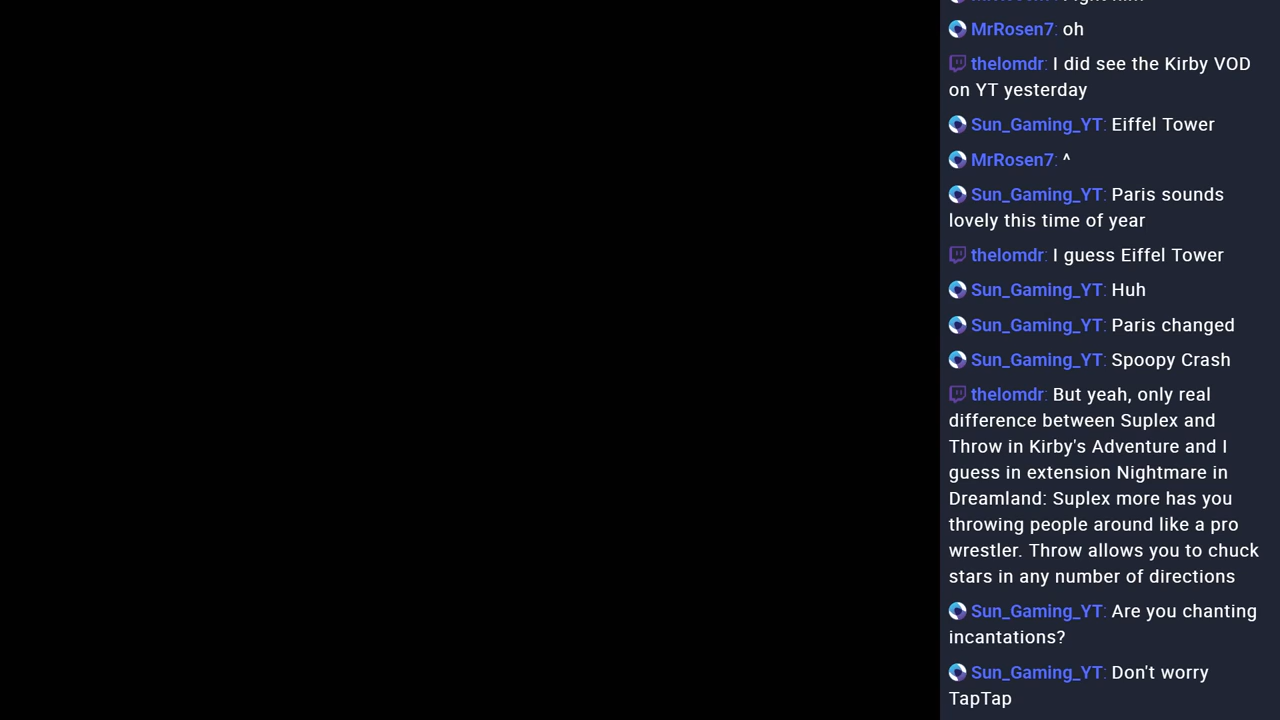 MrRosen7: oh
thelomdr: I did see the Kirby VOD
on YT yesterday
Sun_Gaming_YT: Eiffel Tower
MrRosen7: ^
Sun_Gaming_YT: Paris sounds
lovely this time of year
thelomdr: I guess Eiffel Tower
Sun_Gaming_YT: Huh
Sun_Gaming_YT: Paris changed
Sun_Gaming_YT: Spoopy Crash
thelomdr: But yeah, only real
difference between Suplex and
Throw in Kirby's Adventure and I
guess in extension Nightmare in
Dreamland: Suplex more has you
throwing people around like a pro
wrestler. Throw allows you to chuck
stars in any number of directions
Sun_Gaming_YT: Are you chanting
incantations?
Sun_Gaming_YT: Don't worry
TapTap